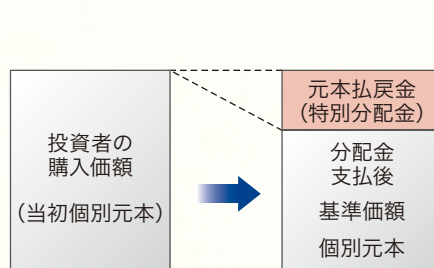 投資者の
購入価額
（当初個別元本）
元本払戻金
（特別分配金）
分配金
支払後
基準価額
個別元本